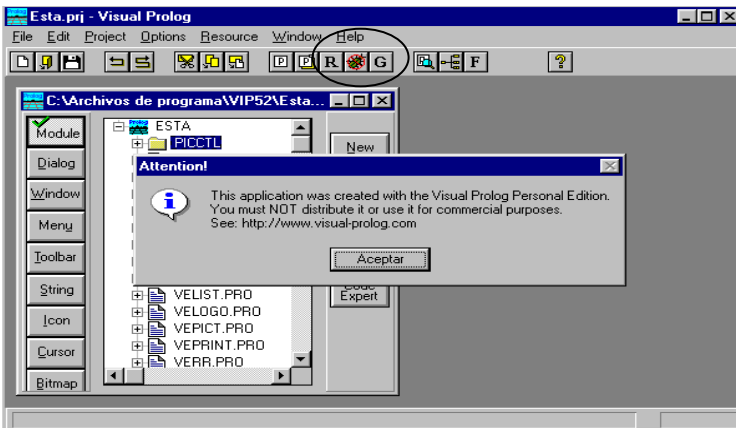 Esta.prj - Visual Prolog
File Edit Project Options Resource Window Help
P P R G F ?
C:\Archivos de programa\VIP52\Esta...
Module
Dialog
Window
Menu
Toolbar
String
Icon
Cursor
Bitmap
ESTA
PICCTL
New
Attention!
This application was created with the Visual Prolog Personal Edition.
You must NOT distribute it or use it for commercial purposes.
See: http://www.visual-prolog.com
Aceptar
Code
Expert
VELIST.PRO
VELOGO.PRO
VEPICT.PRO
VEPRINT.PRO
VERR.PRO